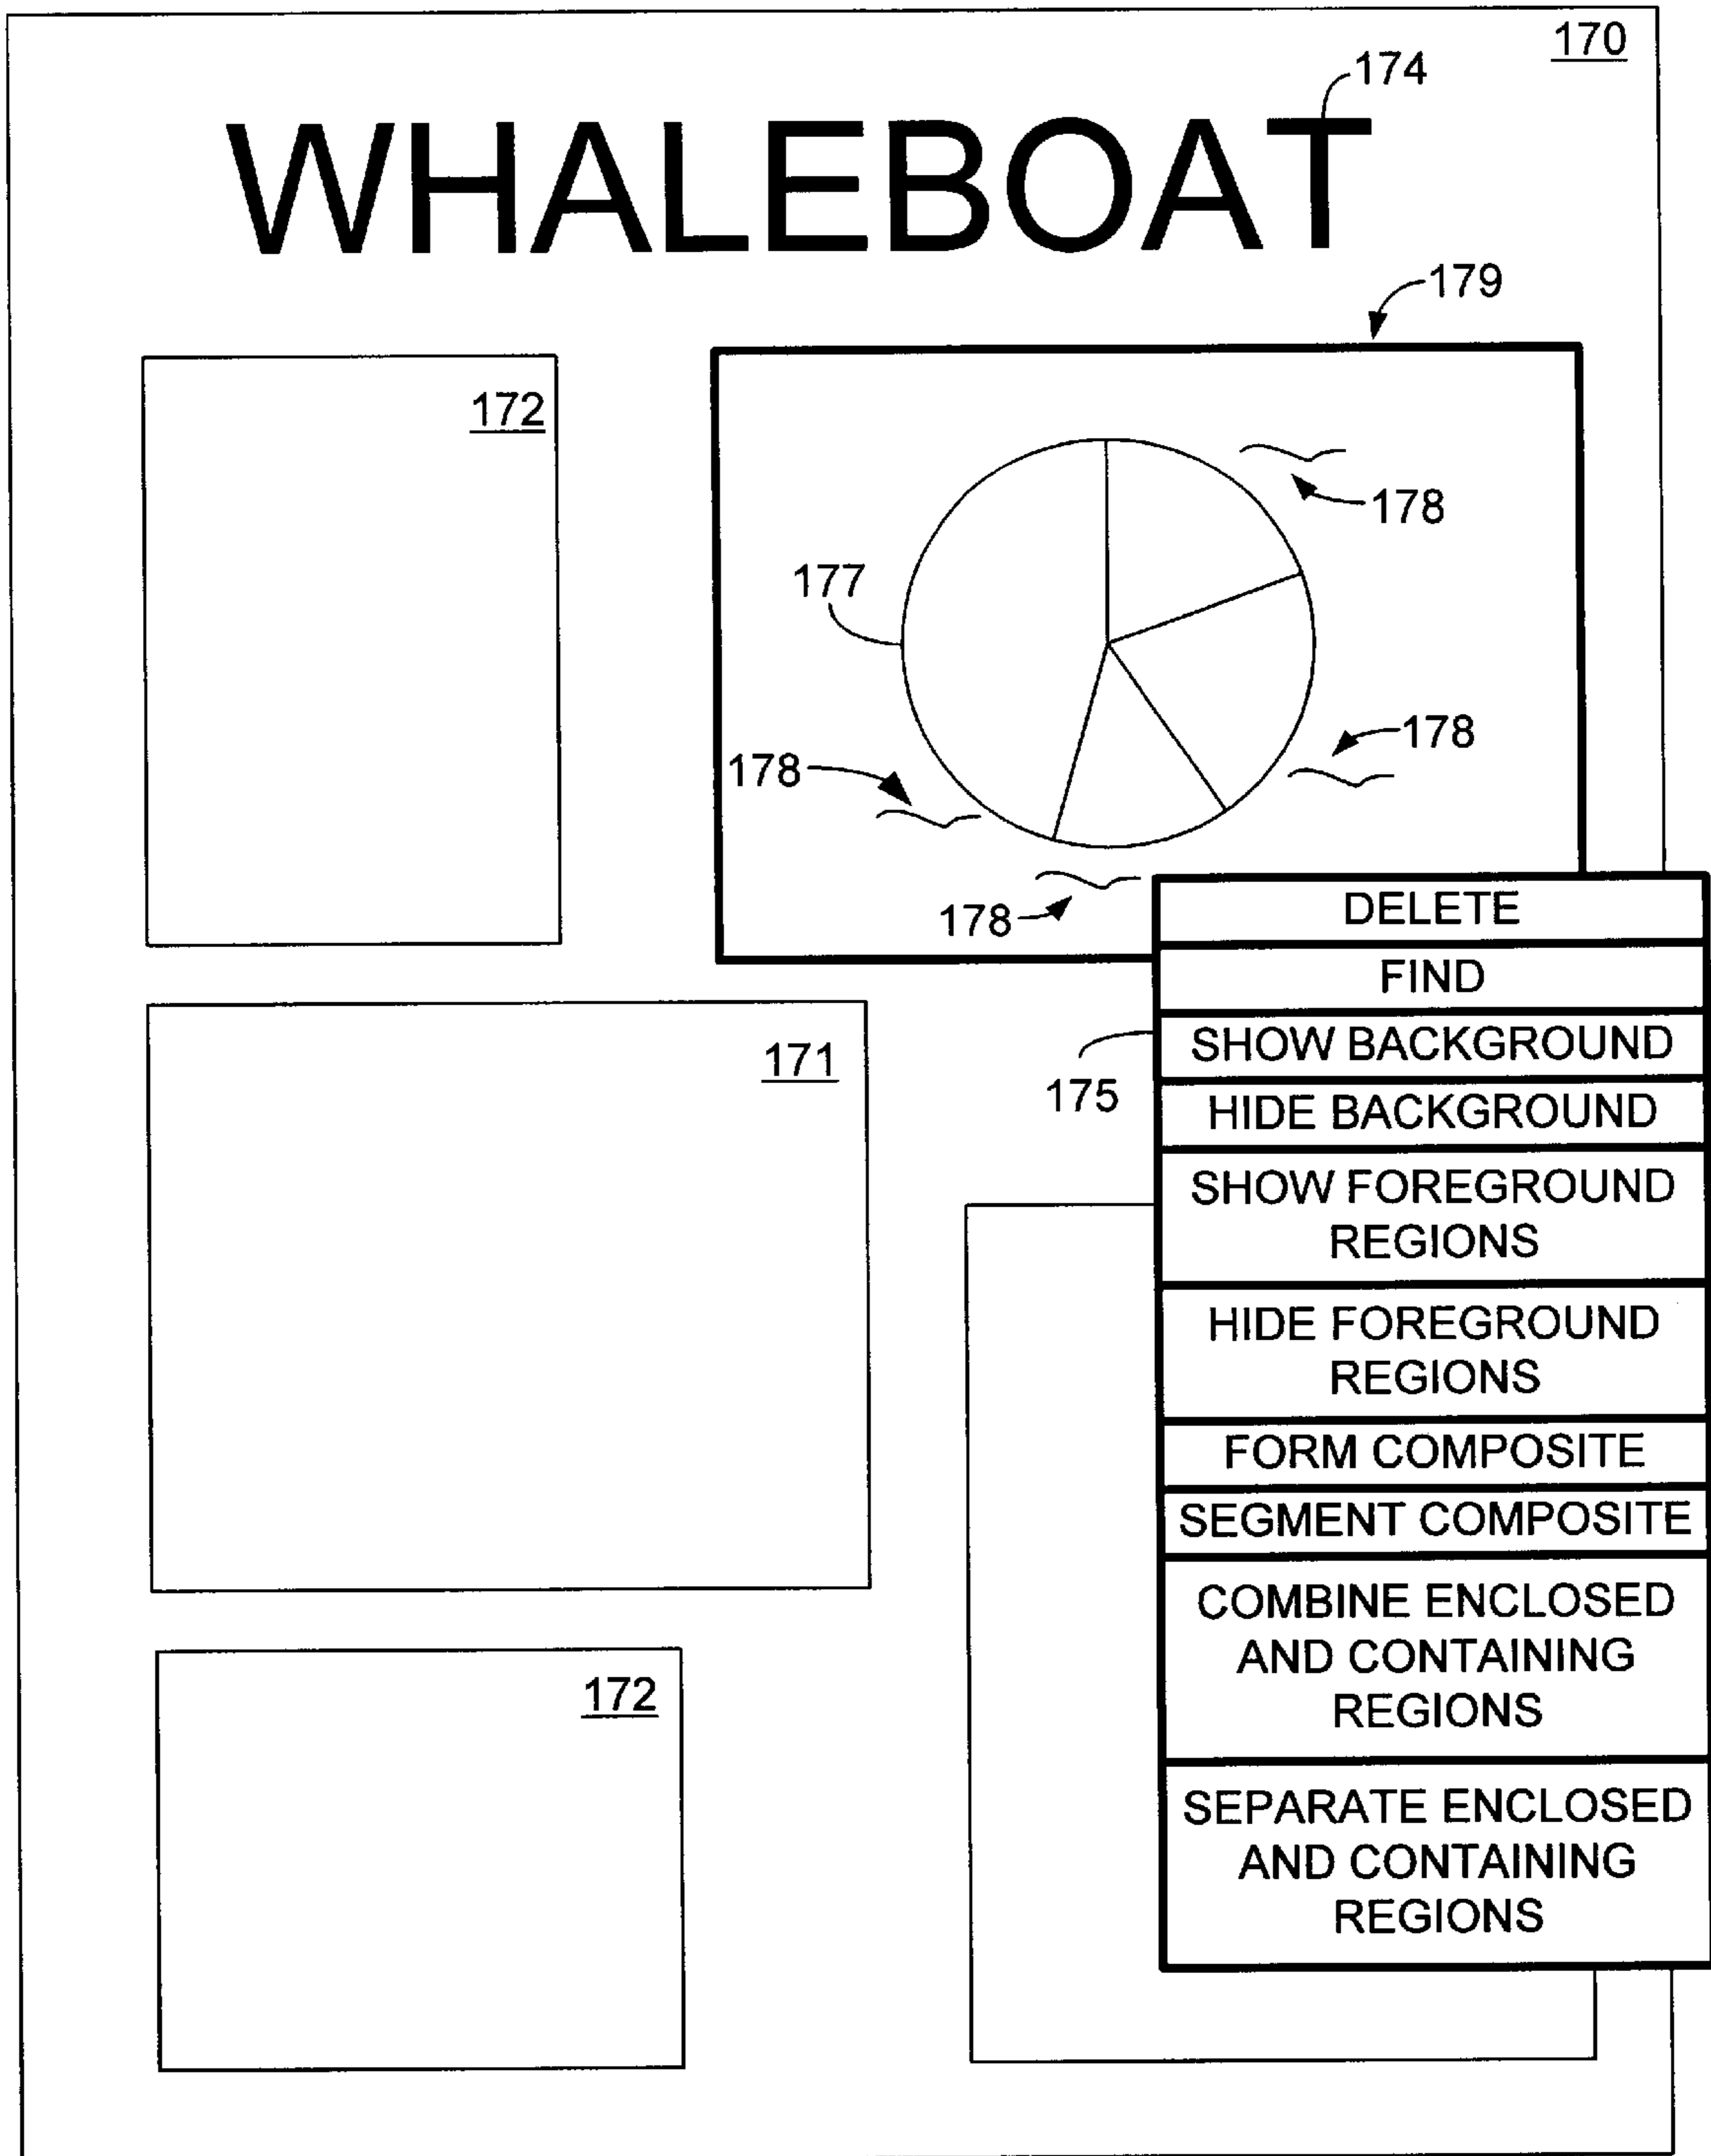 170
174
WHALEBOAT
179
172
178
177
178
178
178
DELETE
FIND
SHOW BACKGROUND
171
175
HIDE BACKGROUND
SHOW FOREGROUND
REGIONS
HIDE FOREGROUND
REGIONS
FORM COMPOSITE
SEGMENT COMPOSITE
COMBINE ENCLOSED
AND CONTAINING
REGIONS
172
SEPARATE ENCLOSED
AND CONTAINING
REGIONS